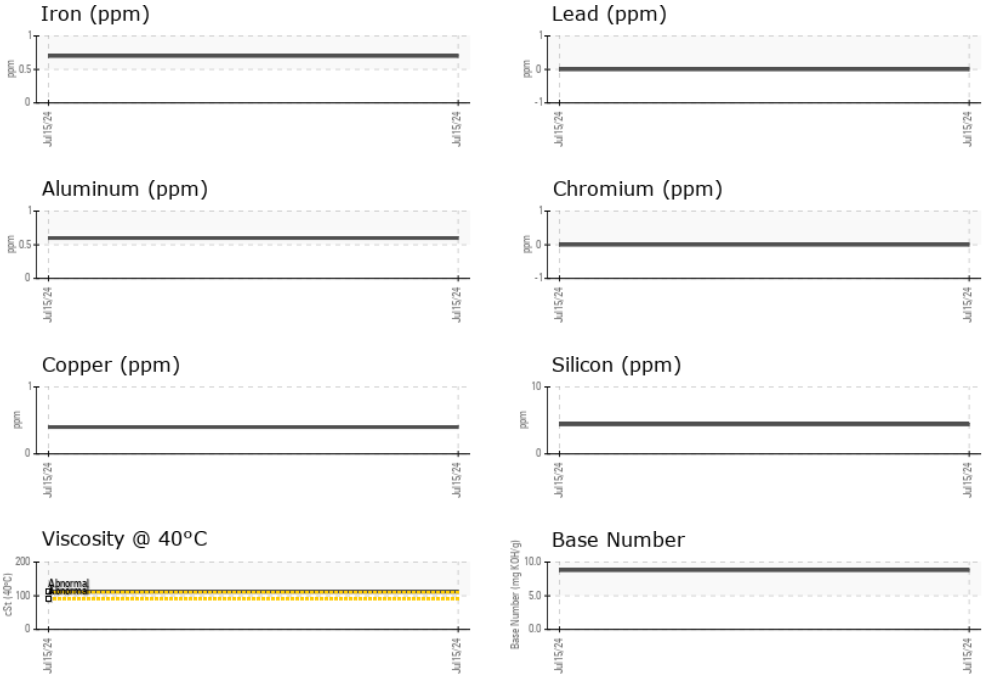 Iron (ppm)
1
0.5
0
ppm
Jul15/24
Jul15/24
Lead (ppm)
1
0
-1
ppm
Jul15/24
Jul15/24
Aluminum (ppm)
1
0.5
0
ppm
Jul15/24
Jul15/24
Chromium (ppm)
1
0
-1
ppm
Jul15/24
Jul15/24
Copper (ppm)
1
0
ppm
Jul15/24
Jul15/24
Silicon (ppm)
10
0
ppm
Jul15/24
Jul15/24
Viscosity @ 40°C
200
100
0
cSt (40°C)
Abnormal
Abnormal
Jul15/24
Jul15/24
Base Number
10.0
5.0
0.0
Base Number (mg KOH/g)
Jul15/24
Jul15/24